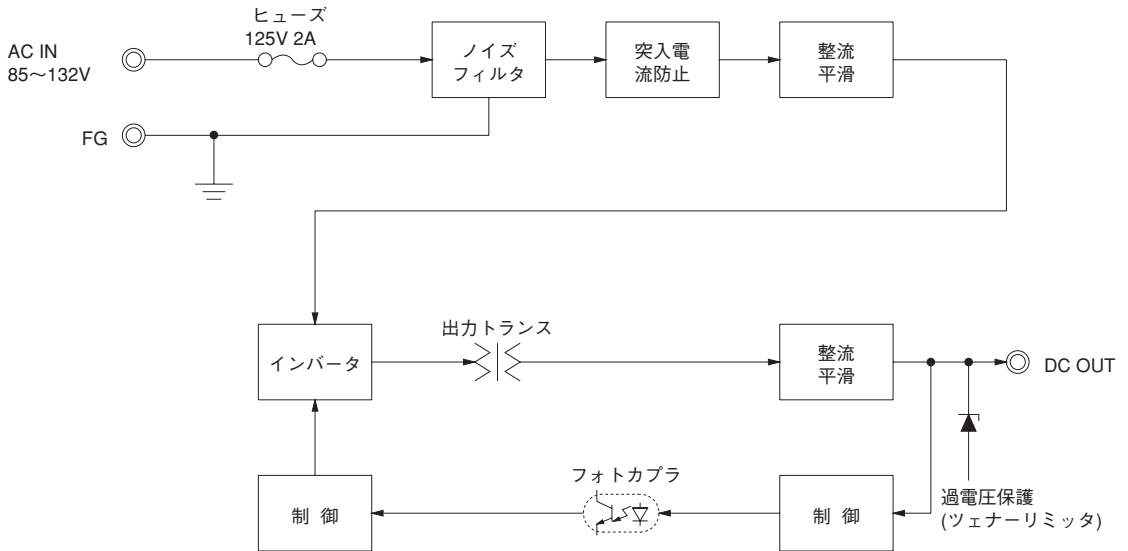 ヒューズ
125V 2A
AC IN
85～132V
ノイズ
フィルタ
突入電
流防止
整流
平滑
FG
インバータ
出力トランス
整流
平滑
DC OUT
制 御
フォトカプラ
制 御
過電圧保護
(ツェナーリミッタ)